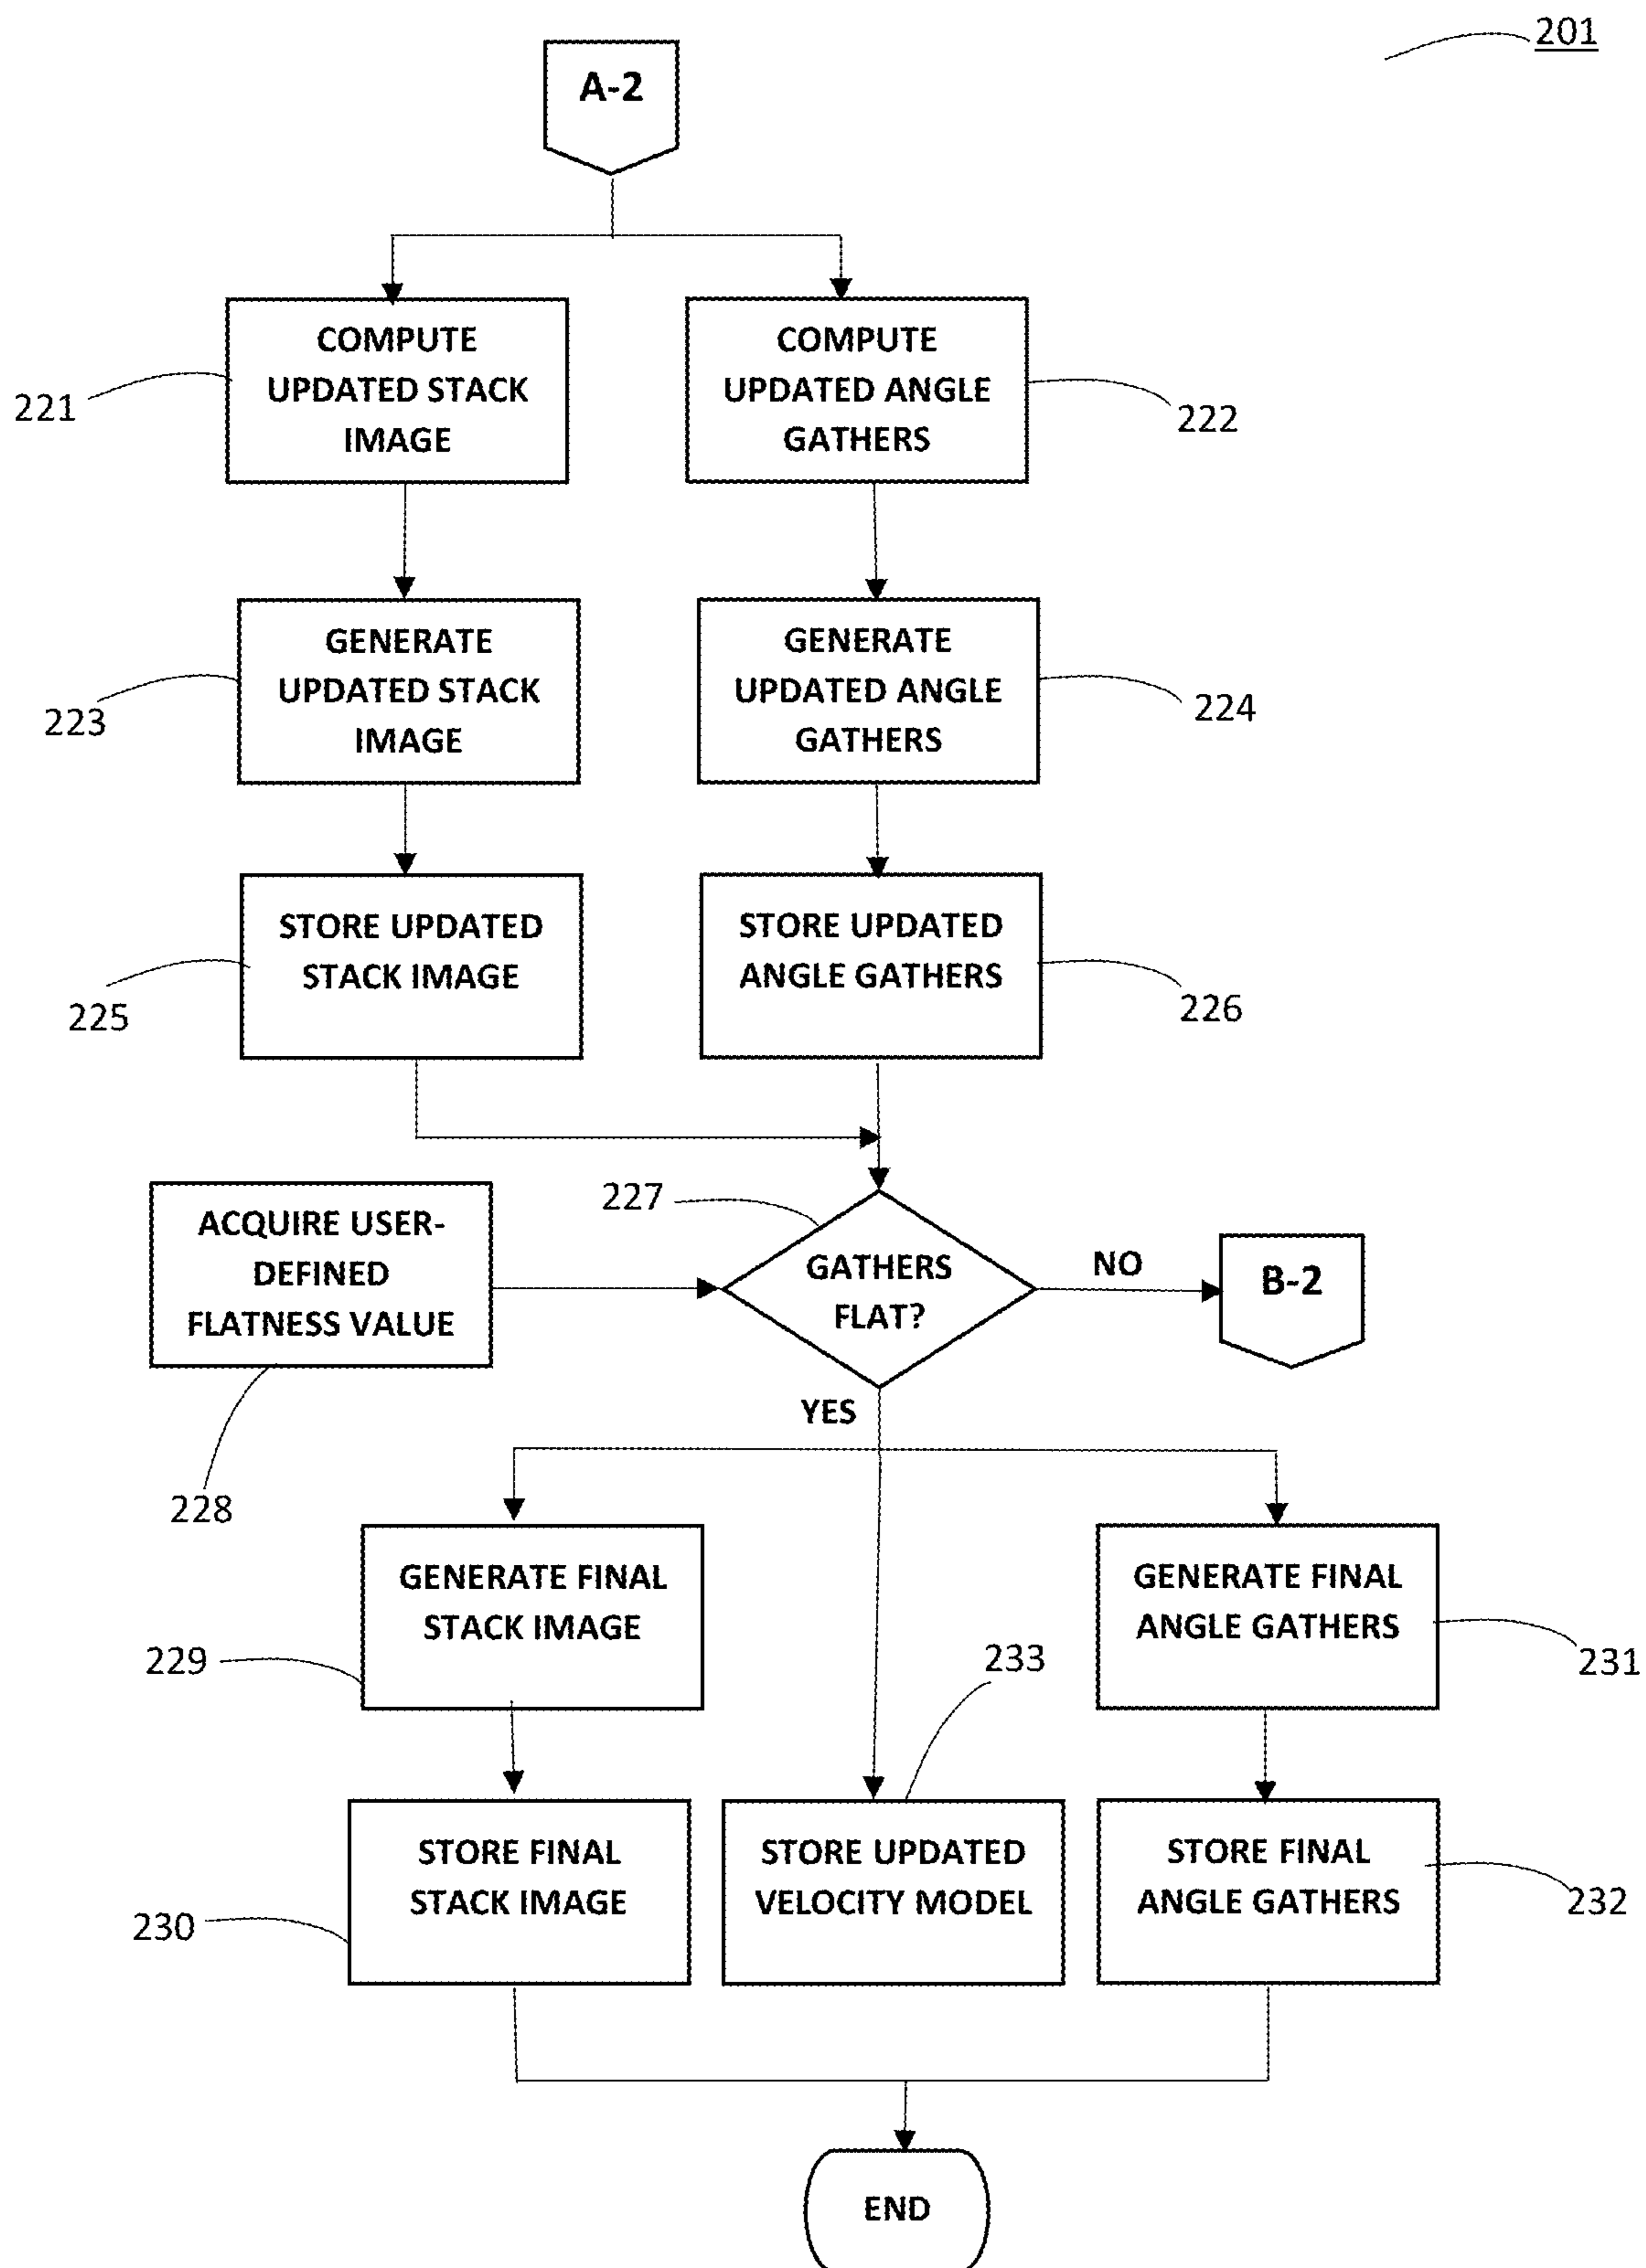 201
A-2
COMPUTE
UPDATED STACK
IMAGE
221
COMPUTE
UPDATED ANGLE
GATHERS
222
GENERATE
UPDATED STACK
IMAGE
223
GENERATE
UPDATED ANGLE
GATHERS
224
STORE UPDATED
STACK IMAGE
225
STORE UPDATED
ANGLE GATHERS
226
ACQUIRE USER-
DEFINED
FLATNESS VALUE
228
227
GATHERS
FLAT?
NO
B-2
YES
GENERATE FINAL
STACK IMAGE
229
233
GENERATE FINAL
ANGLE GATHERS
231
STORE FINAL
STACK IMAGE
230
STORE UPDATED
VELOCITY MODEL
STORE FINAL
ANGLE GATHERS
232
END